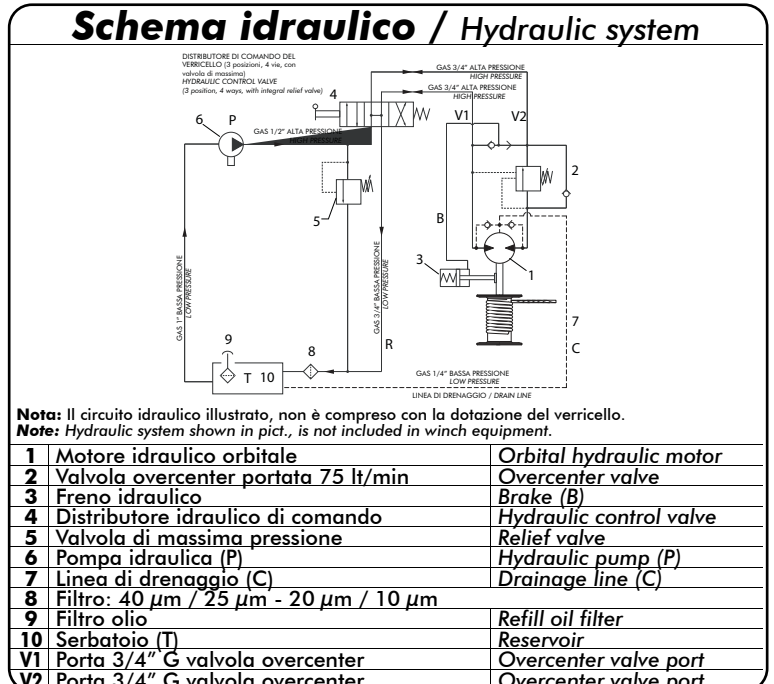 Schema idraulico / Hydraulic system
DISTRIBUTORE DI COMANDO DEL
VERRICELLO (3 posizioni, 4 vie, con
valvola di massima)
HYDRAULIC CONTROL VALVE
(3 position, 4 ways, with integral relief valve)
GAS 3/4" ALTA PRESSIONE
HIGH PRESSURE
GAS 3/4" ALTA PRESSIONE
HIGH PRESSURE
4
V1
V2
6
P
GAS 1/2" ALTA PRESSIONE
HIGH PRESSURE
2
5
B
3
1
GAS 1" BASSA PRESSIONE
LOW PRESSURE
GAS 3/4" BASSA PRESSIONE
LOW PRESSURE
7
9
8
R
C
T 10
GAS 1/4" BASSA PRESSIONE
LOW PRESSURE
LINEA DI DRENAGGIO / DRAIN LINE
Nota: Il circuito idraulico illustrato, non è compreso con la dotazione del verricello.
Note: Hydraulic system shown in pict., is not included in winch equipment.
1 Motore idraulico orbitale Orbital hydraulic motor
2 Valvola overcenter portata 75 lt/min Overcenter valve
3 Freno idraulico Brake (B)
4 Distributore idraulico di comando Hydraulic control valve
5 Valvola di massima pressione Relief valve
6 Pompa idraulica (P) Hydraulic pump (P)
7 Linea di drenaggio (C) Drainage line (C)
8 Filtro: 40 µm / 25 µm - 20 µm / 10 µm
9 Filtro olio Refill oil filter
10 Serbatoio (T) Reservoir
V1 Porta 3/4" G valvola overcenter Overcenter valve port
V2 Porta 3/4" G valvola overcenter Overcenter valve port